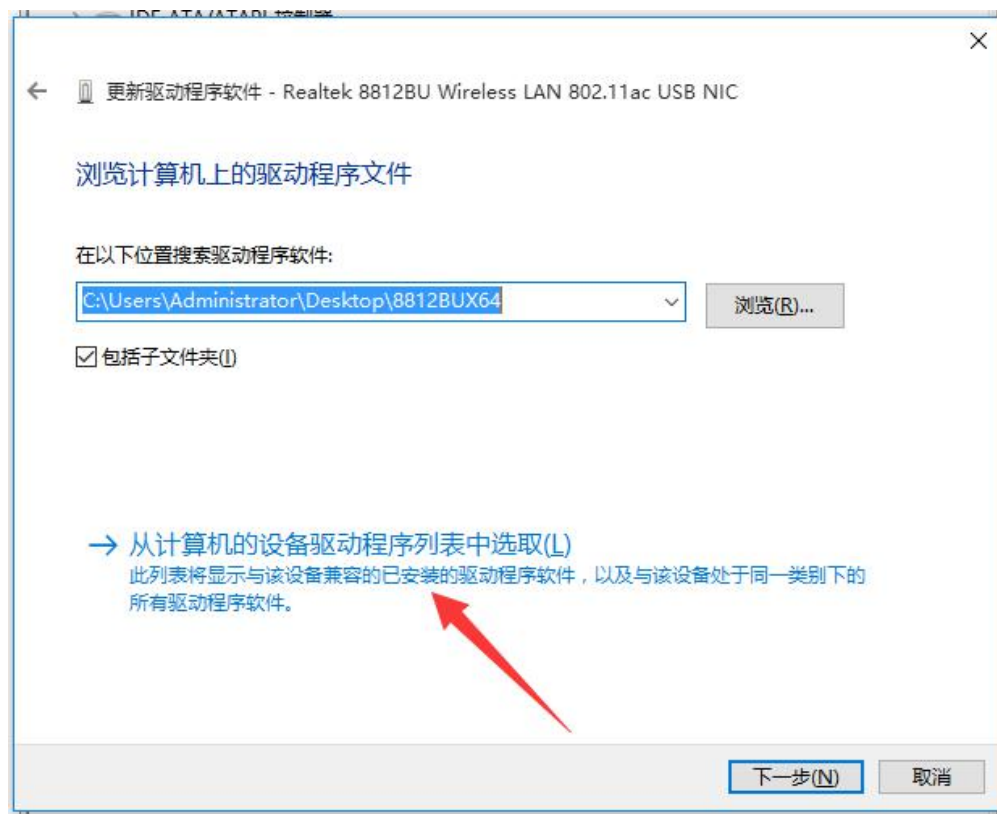 IDE ATA/ATAPI 控制器
更新驱动程序软件 - Realtek 8812BU Wireless LAN 802.11ac USB NIC
浏览计算机上的驱动程序文件
在以下位置搜索驱动程序软件:
C:\Users\Administrator\Desktop\8812BUX64
浏览(R)...
包括子文件夹(I)
从计算机的设备驱动程序列表中选取(L)
此列表将显示与该设备兼容的已安装的驱动程序软件，以及与该设备处于同一类别下的
所有驱动程序软件。
下一步(N)
取消